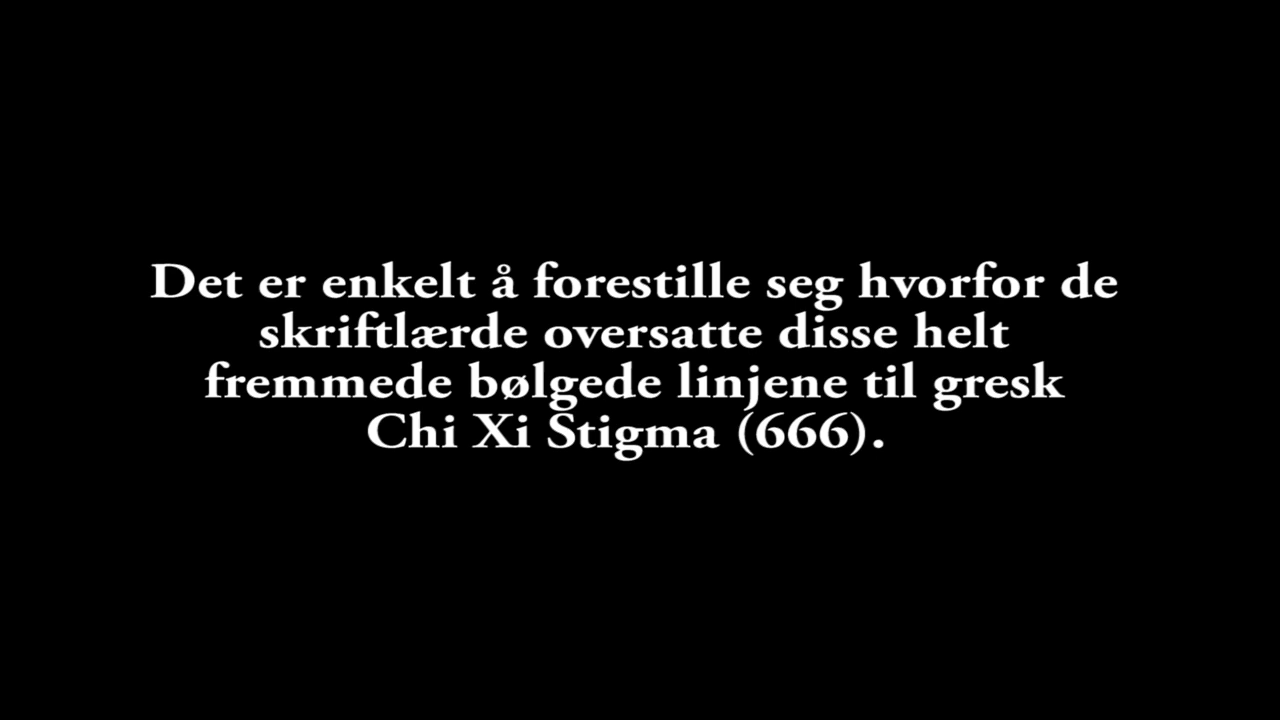 Det er enkelt å forestille seg hvorfor de
skriftlærde oversatte disse helt
fremmede bølgede linjene til gresk
Chi Xi Stigma (666).